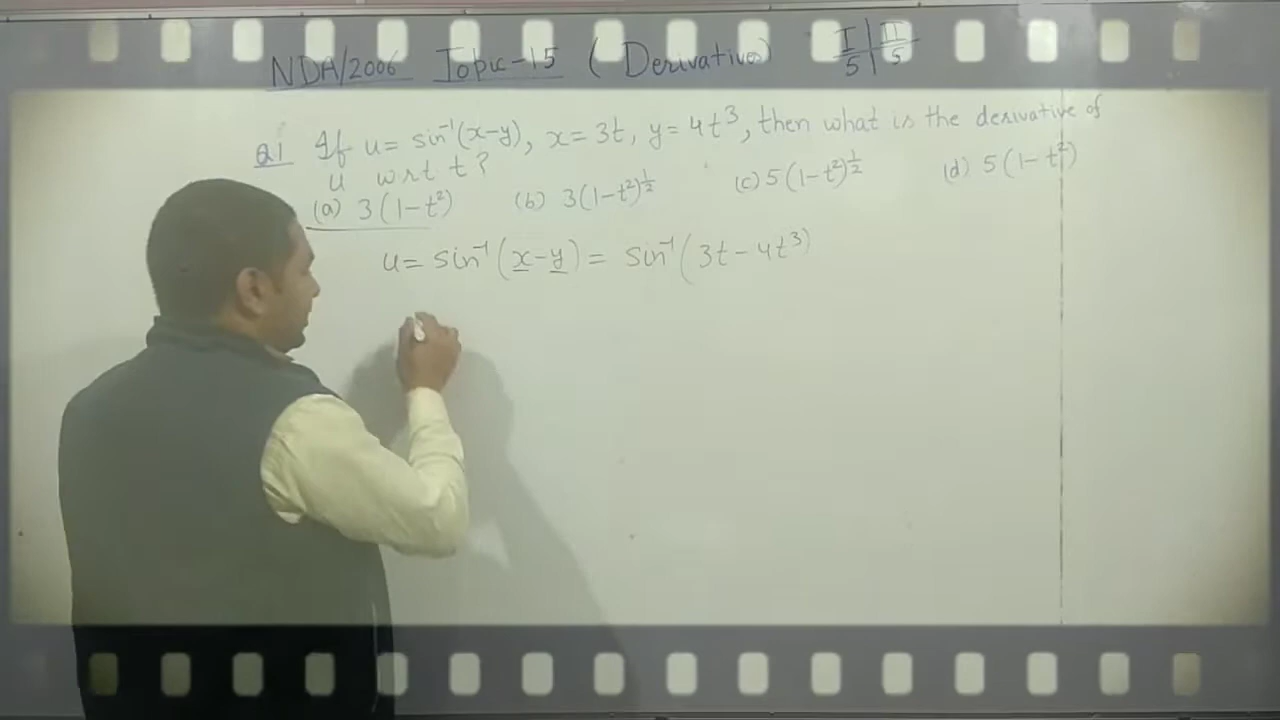 NDA/2006 Topic-15 (Derivative) I/5 | II/5
Q1 If u = sin⁻¹(x-y), x = 3t, y = 4t³, then what is the derivative of
u wrt t?
(a) 3(1-t²) (b) 3(1-t²)^½ (c) 5(1-t²)^½ (d) 5(1-t²)
u = sin⁻¹(x-y) = sin⁻¹(3t-4t³)